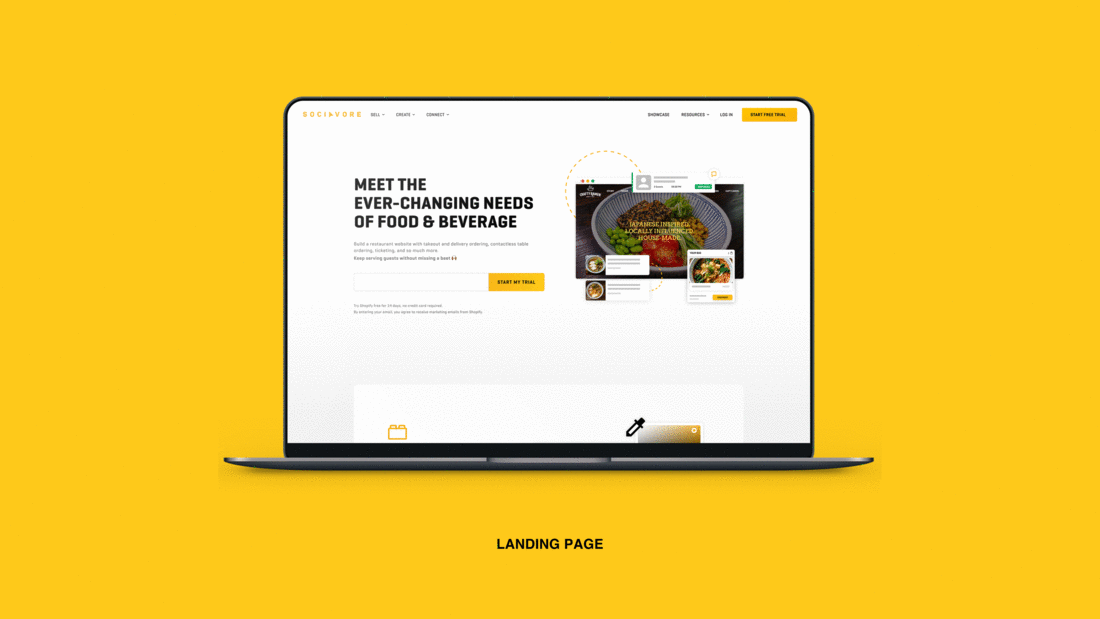 SOCIAVORE SELL CREATE CONNECT SHOWCASE RESOURCES LOG IN START FREE TRIAL
MEET THE
EVER-CHANGING NEEDS
OF FOOD & BEVERAGE
Build a restaurant website with takeout and delivery ordering, contactless table
ordering, ticketing, and so much more.
Keep serving guests without missing a beat 🙌
START MY TRIAL
Try Shopify free for 14 days, no credit card required.
By entering your email, you agree to receive marketing emails from Shopify.
JAPANESE INSPIRED.
LOCALLY INFLUENCED.
HOUSE-MADE.
LANDING PAGE